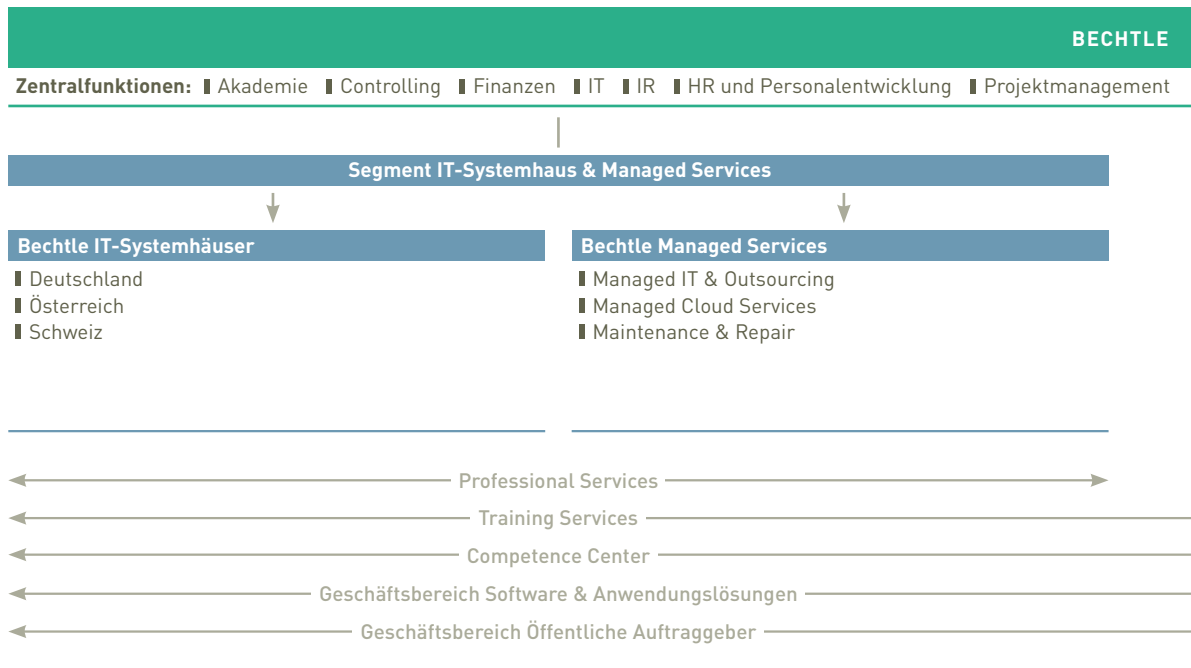 BECHTLE
Zentralfunktionen: Akademie Controlling Finanzen IT IR HR und Personalentwicklung Projektmanagement
Segment IT-Systemhaus & Managed Services
Bechtle IT-Systemhäuser
Deutschland
Österreich
Schweiz
Bechtle Managed Services
Managed IT & Outsourcing
Managed Cloud Services
Maintenance & Repair
Professional Services
Training Services
Competence Center
Geschäftsbereich Software & Anwendungslösungen
Geschäftsbereich Öffentliche Auftraggeber